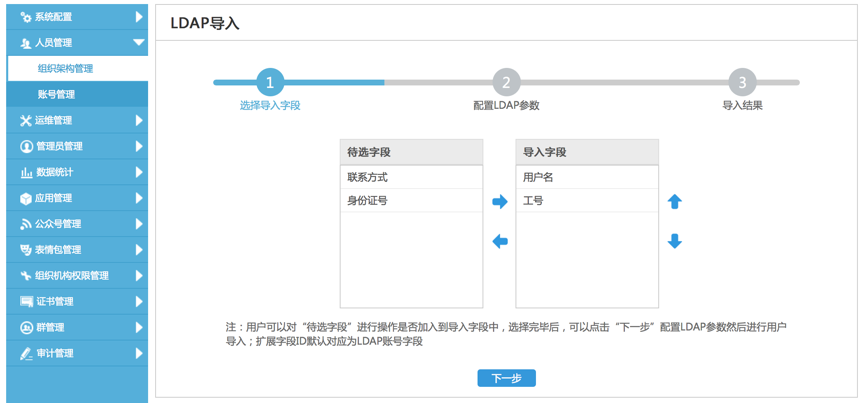 系统配置
人员管理
组织架构管理
账号管理
运维管理
管理员管理
数据统计
应用管理
公众号管理
表情包管理
组织机构权限管理
证书管理
群管理
审计管理
LDAP导入
1
选择导入字段
2
配置LDAP参数
3
导入结果
待选字段
联系方式
身份证号
导入字段
用户名
工号
注：用户可以对“待选字段”进行操作是否加入到导入字段中，选择完毕后，可以点击“下一步”配置LDAP参数然后进行用户
导入；扩展字段ID默认对应为LDAP账号字段
下一步